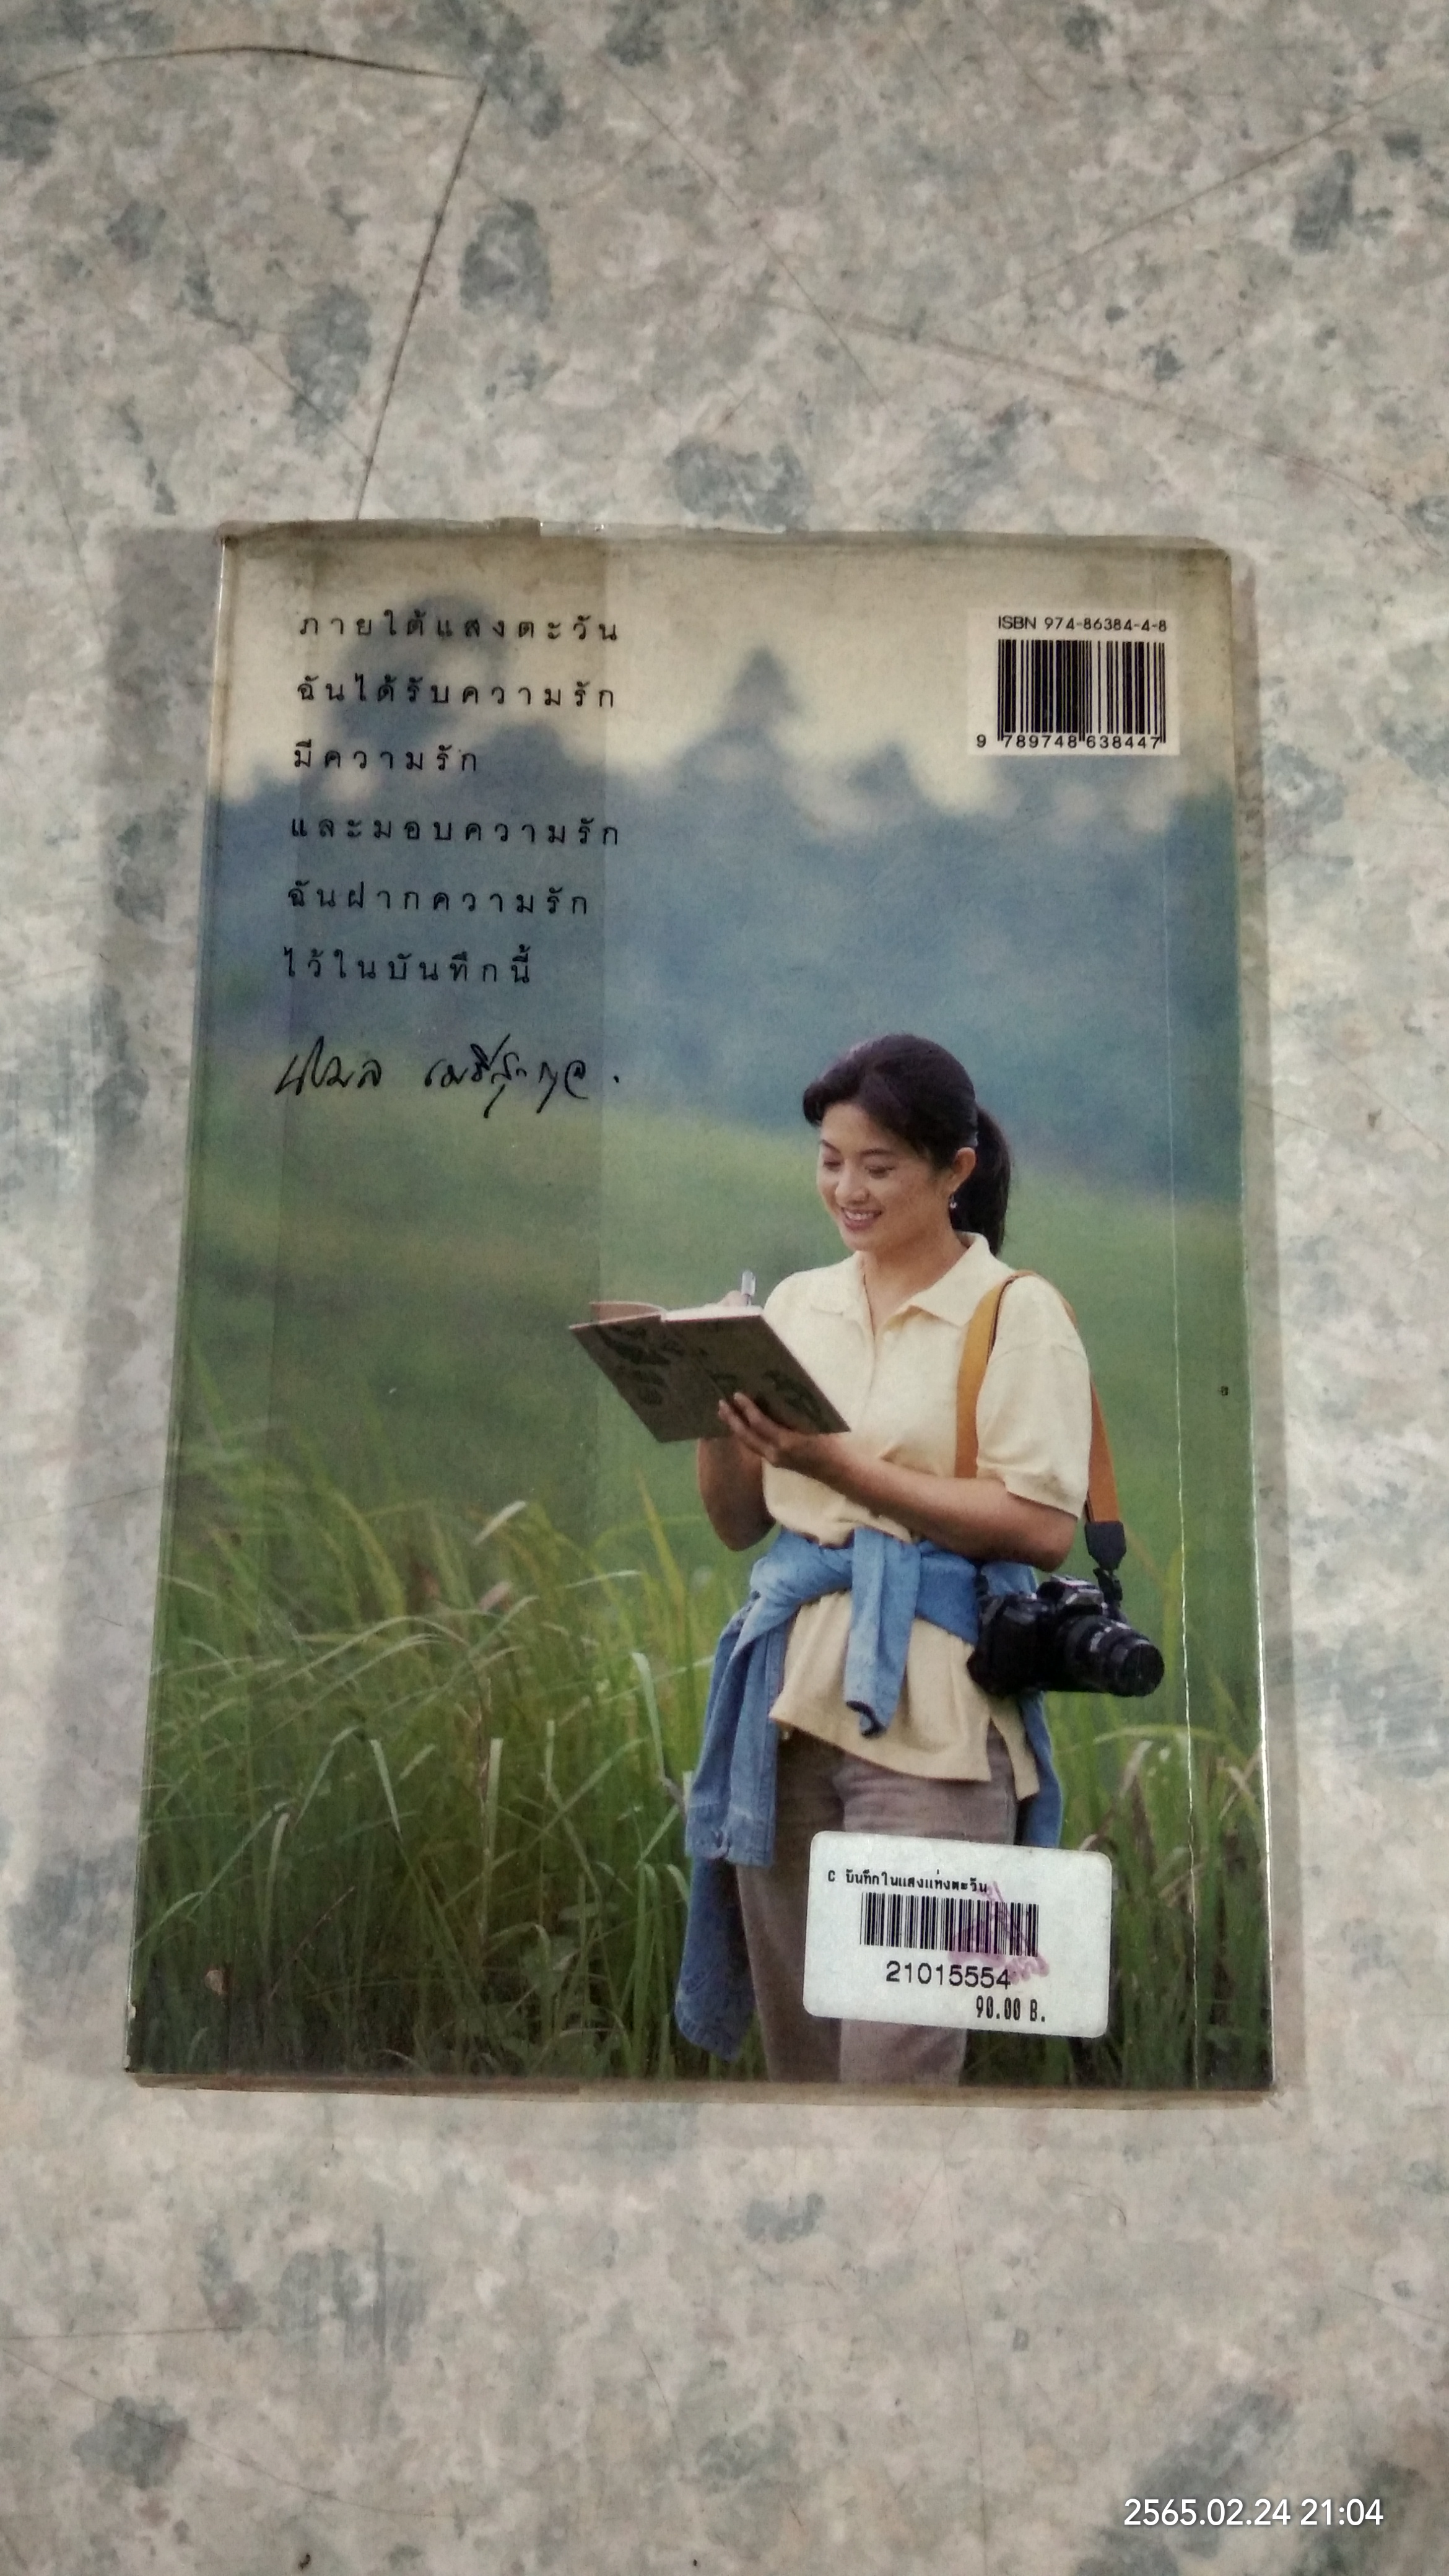 ภายใต้แสงตะวัน
ฉันได้รับความรัก
มีความรัก
และมอบความรัก
ฉันฝากความรัก
ไว้ในบันทึกนี้
ISBN 974-86384-4-8
9 789748 638447
C บันทึกในแสงแห่งตะวัน
21015554
90.00 B.
2565.02.24 21:04